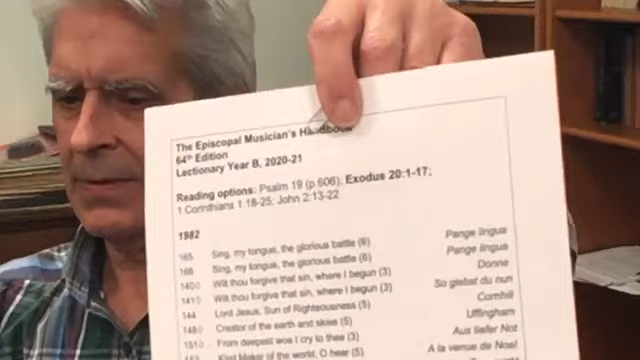 The Episcopal Musician's Handbook
64th Edition
Lectionary Year B, 2020-21
Reading options: Psalm 19 (p.606); Exodus 20:1-17;
1 Corinthians 1:18-25; John 2:13-22
1982
165 Sing, my tongue, the glorious battle (6) Pange lingua
166 Sing, my tongue, the glorious battle (6) Pange lingua
140◊ Wilt thou forgive that sin, where I begun (3) Donne
141◊ Wilt thou forgive that sin, where I begun (3) So giebst du nun
144 Lord Jesus, Sun of Righteousness (5) Cornhill
148◊ Creator of the earth and skies (5) Uffingham
151◊ From deepest woe I cry to thee (3) Aus tiefer Not
King Maker of the world, O hear (5) A la venue de Noel